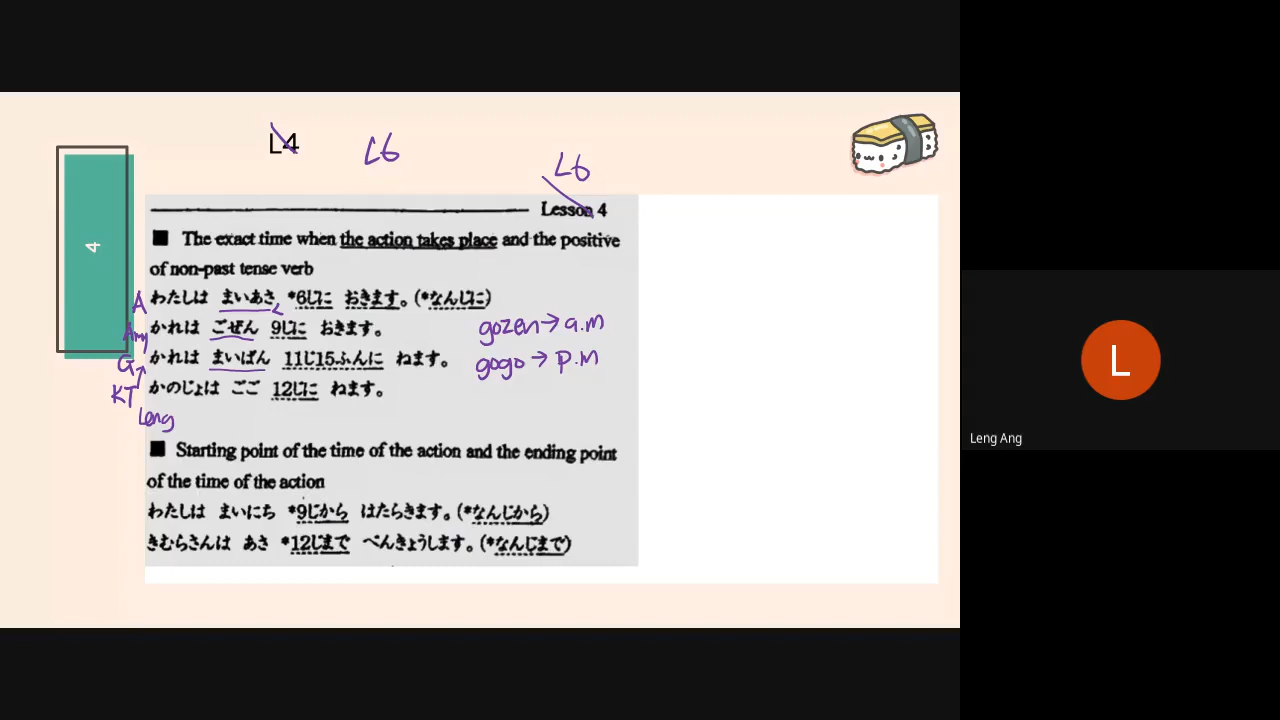 L4 L6
L6
Lesson 4
4
■ The exact time when the action takes place and the positive
of non-past tense verb
A わたしは まいあさ *6じに おきます。(*なんじに)
Amy かれは ごぜん 9じに おきます。 gozen→a.m
G かれは まいばん 11じ15ふんに ねます。 gogo→p.m
KT かのじょは ごご 12じに ねます。
Leng
■ Starting point of the time of the action and the ending point
of the time of the action
わたしは まいにち *9じから はたらきます。(*なんじから)
きむらさんは あさ *12じまで べんきょうします。(*なんじまで)
L
Leng Ang